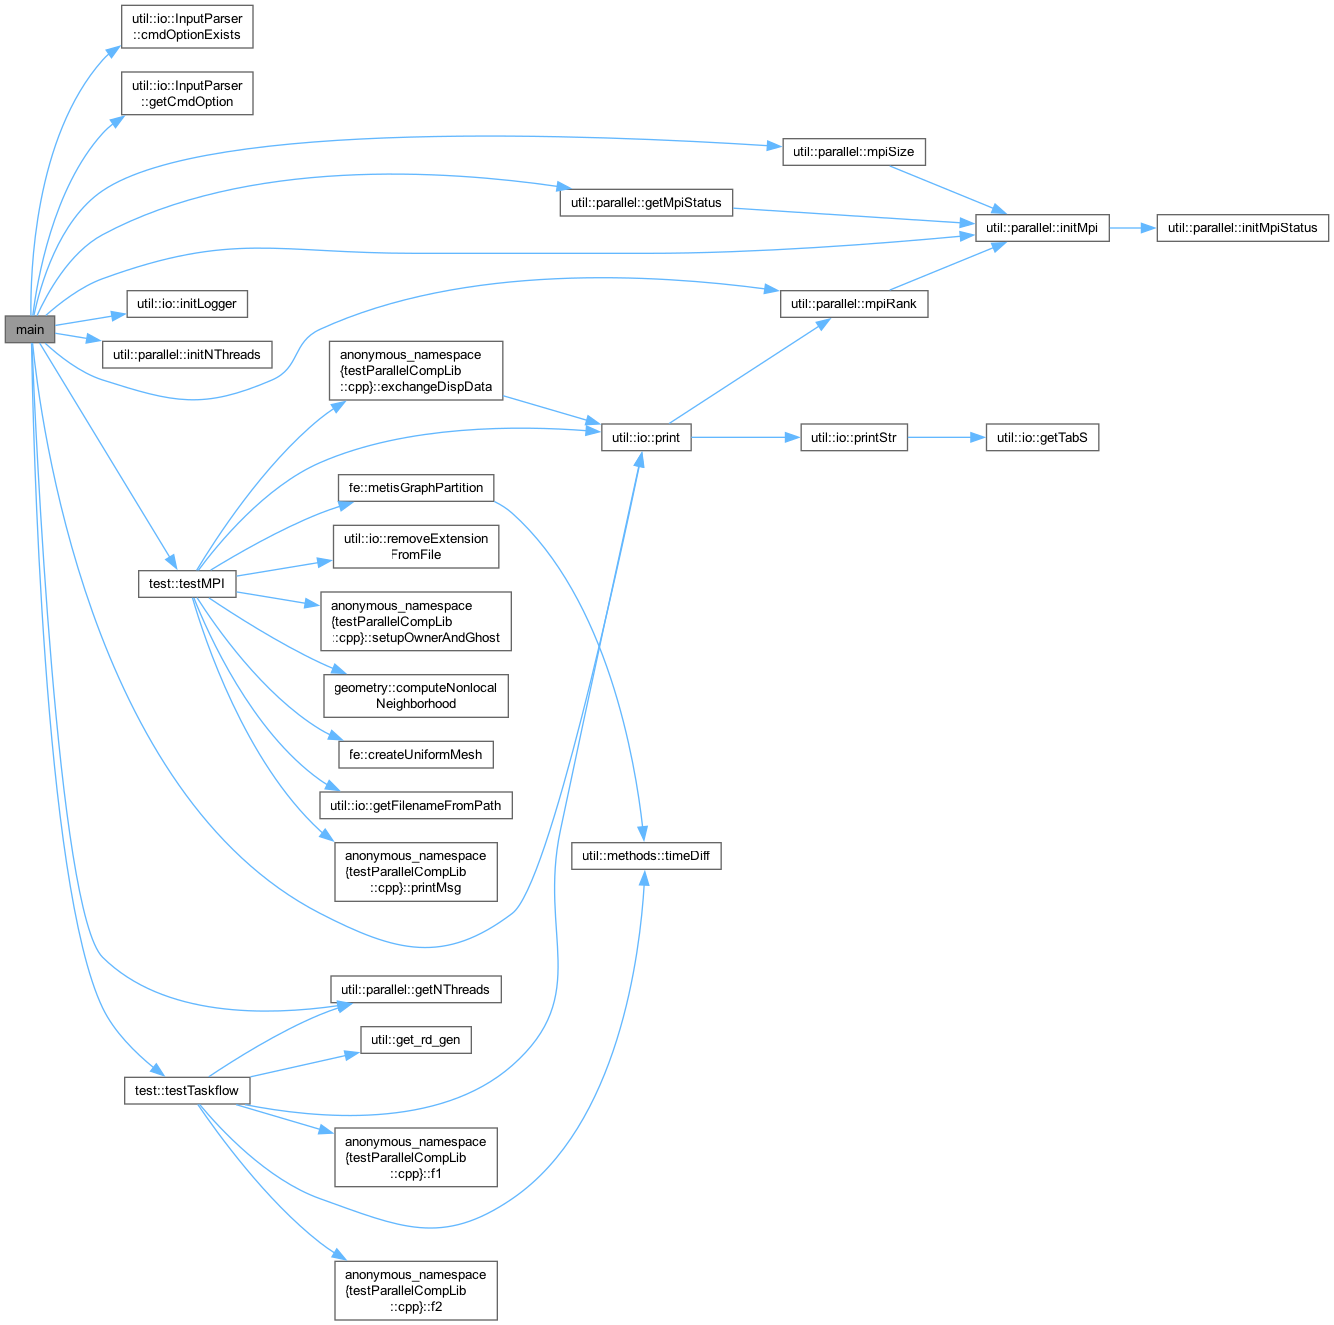 util::io::InputParser
::cmdOptionExists
util::io::InputParser
::getCmdOption
util::parallel::mpiSize
util::parallel::getMpiStatus
util::parallel::initMpi
util::parallel::initMpiStatus
util::io::initLogger
util::parallel::mpiRank
main
util::parallel::initNThreads
anonymous_namespace
{testParallelCompLib
::cpp}::exchangeDispData
util::io::print
util::io::printStr
util::io::getTabS
fe::metisGraphPartition
util::io::removeExtension
FromFile
test::testMPI
anonymous_namespace
{testParallelCompLib
::cpp}::setupOwnerAndGhost
geometry::computeNonlocal
Neighborhood
fe::createUniformMesh
util::io::getFilenameFromPath
anonymous_namespace
{testParallelCompLib
::cpp}::printMsg
util::methods::timeDiff
util::parallel::getNThreads
util::get_rd_gen
test::testTaskflow
anonymous_namespace
{testParallelCompLib
::cpp}::f1
anonymous_namespace
{testParallelCompLib
::cpp}::f2